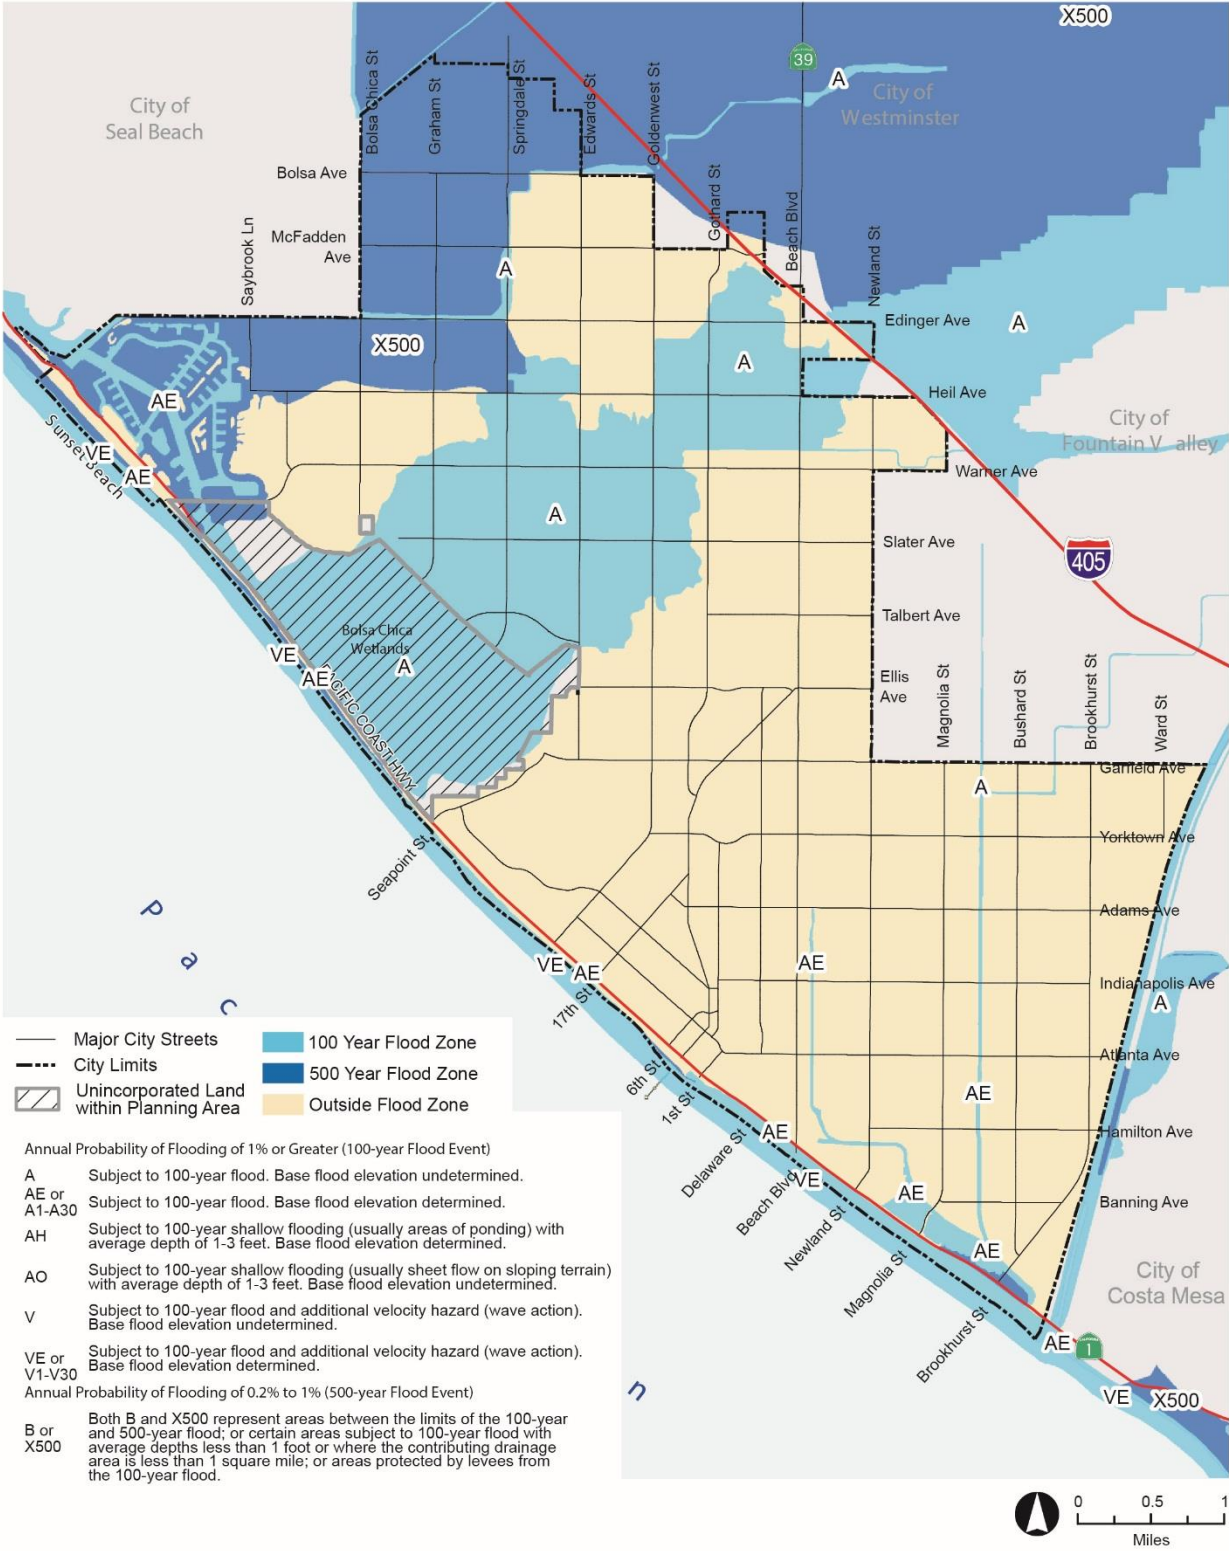 X500
39
A
City of
Westminster
City of
Seal Beach
Bolsa Chica St
Graham St
Springdale St
Edwards St
Goldenwest St
Gothard St
Beach Blvd
Newland St
Bolsa Ave
McFadden
Ave
Saybrook Ln
A
Edinger Ave
A
X500
A
Heil Ave
AE
City of
Fountain V alley
Sunset Beach
VE
AE
Warner Ave
A
Slater Ave
405
Talbert Ave
Bolsa Chica
Wetlands
A
VE
AE
PACIFIC COAST HWY
Ellis
Ave
Magnolia St
Bushard St
Brookhurst St
Ward St
Garfield Ave
A
Yorktown Ave
Seapoint St
Adams Ave
P
a
c
VE
AE
AE
Indianapolis Ave
A
17th St
Atlanta Ave
6th St
1st St
AE
Hamilton Ave
Delaware St
AE
Beach Blvd
VE
AE
Banning Ave
Newland St
AE
Magnolia St
City of
Costa Mesa
Brookhurst St
AE
1
n
VE
X500
Major City Streets
City Limits
Unincorporated Land
within Planning Area
100 Year Flood Zone
500 Year Flood Zone
Outside Flood Zone
Annual Probability of Flooding of 1% or Greater (100-year Flood Event)
A Subject to 100-year flood. Base flood elevation undetermined.
AE or
A1-A30 Subject to 100-year flood. Base flood elevation determined.
AH Subject to 100-year shallow flooding (usually areas of ponding) with
average depth of 1-3 feet. Base flood elevation determined.
AO Subject to 100-year shallow flooding (usually sheet flow on sloping terrain)
with average depth of 1-3 feet. Base flood elevation undetermined.
V Subject to 100-year flood and additional velocity hazard (wave action).
Base flood elevation undetermined.
VE or
V1-V30 Subject to 100-year flood and additional velocity hazard (wave action).
Base flood elevation determined.
Annual Probability of Flooding of 0.2% to 1% (500-year Flood Event)
B or
X500 Both B and X500 represent areas between the limits of the 100-year
and 500-year flood; or certain areas subject to 100-year flood with
average depths less than 1 foot or where the contributing drainage
area is less than 1 square mile; or areas protected by levees from
the 100-year flood.
0 0.5 1
Miles